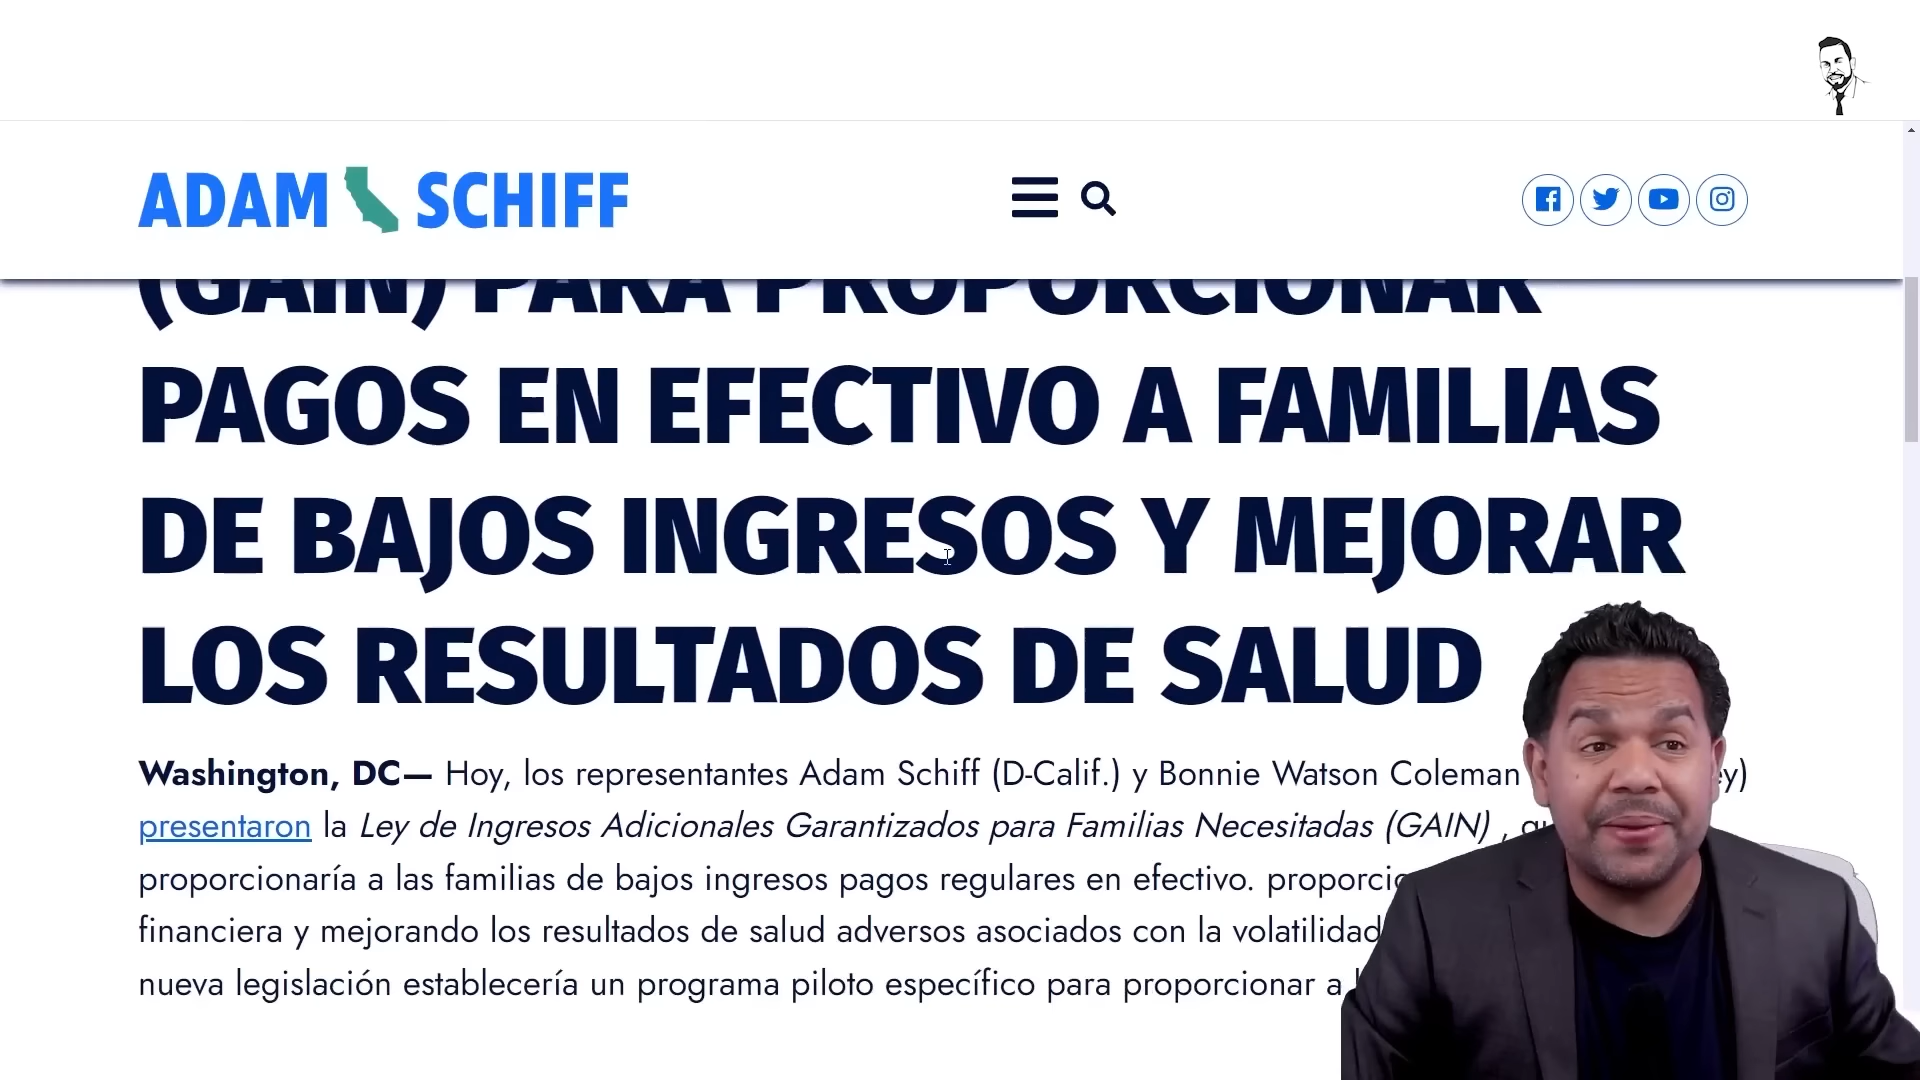 ADAM SCHIFF
(GAIN) PARA PROPORCIONAR
PAGOS EN EFECTIVO A FAMILIAS
DE BAJOS INGRESOS Y MEJORAR
LOS RESULTADOS DE SALUD
Washington, DC— Hoy, los representantes Adam Schiff (D-Calif.) y Bonnie Watson Coleman
presentaron la Ley de Ingresos Adicionales Garantizados para Familias Necesitadas (GAIN) ,
proporcionaría a las familias de bajos ingresos pagos regulares en efectivo.
financiera y mejorando los resultados de salud adversos asociados con la volatilidad
nueva legislación establecería un programa piloto específico para proporcionar a